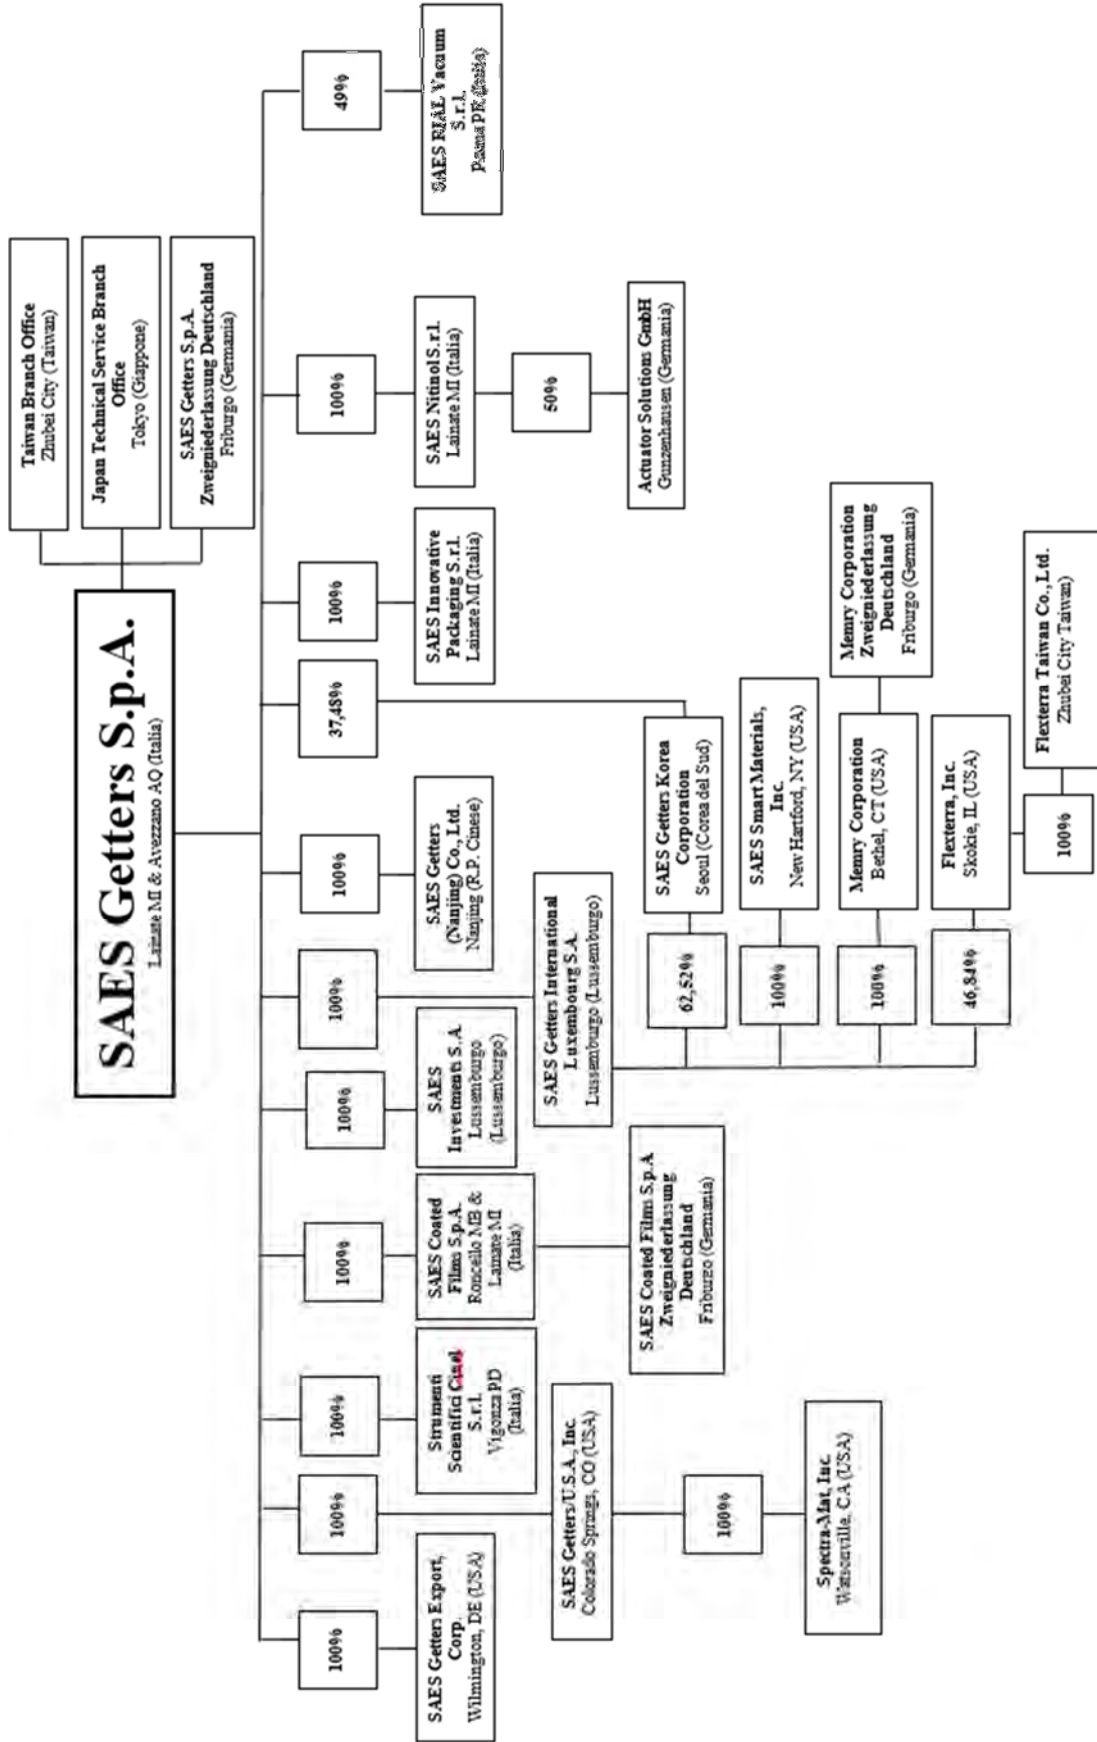 SAES Getters S.p.A.
Lainate MI & Avezzano AQ (Italia)
Taiwan Branch Office
Zhubei City (Taiwan)
Japan Technical Service Branch
Office
Tokyo (Giappone)
SAES Getters S.p.A.
Zweigniederlassung Deutschland
Friburgo (Germania)
100%
SAES Getters Export,
Corp.
Wilmington, DE (USA)
100%
SAES Getters/U.S.A., Inc.
Colorado Springs, CO (USA)
100%
Spectra-Mat, Inc.
Watsonville, CA (USA)
100%
Strumenti
Scientifici Cinel
S.r.l.
Vigonza PD
(Italia)
100%
SAES Coated
Films S.p.A.
Roncello MB &
Lainate MI
(Italia)
SAES Coated Films S.p.A
Zweigniederlassung
Deutschland
Friburgo (Germania)
100%
SAES
Investments S.A.
Lussemburgo
(Lussemburgo)
100%
SAES Getters International
Luxembourg S.A.
Lussemburgo (Lussemburgo)
62,52%
SAES Getters Korea
Corporation
Seoul (Corea del Sud)
100%
SAES Smart Materials,
Inc.
New Hartford, NY (USA)
100%
Memry Corporation
Bethel, CT (USA)
Memry Corporation
Zweigniederlassung
Deutschland
Friburgo (Germania)
46,84%
Flexterra, Inc.
Skokie, IL (USA)
100%
Flexterra Taiwan Co., Ltd.
Zhubei City Taiwan)
100%
SAES Getters
(Nanjing) Co., Ltd.
Nanjing (R.P. Cinese)
37,48%
100%
SAES Innovative
Packaging S.r.l.
Lainate MI (Italia)
100%
SAES Nitinol S.r.l.
Lainate MI (Italia)
50%
Actuator Solutions GmbH
Gunzenhausen (Germania)
49%
SAES RIAL Vacuum
S.r.l.
Parma PR (Italia)